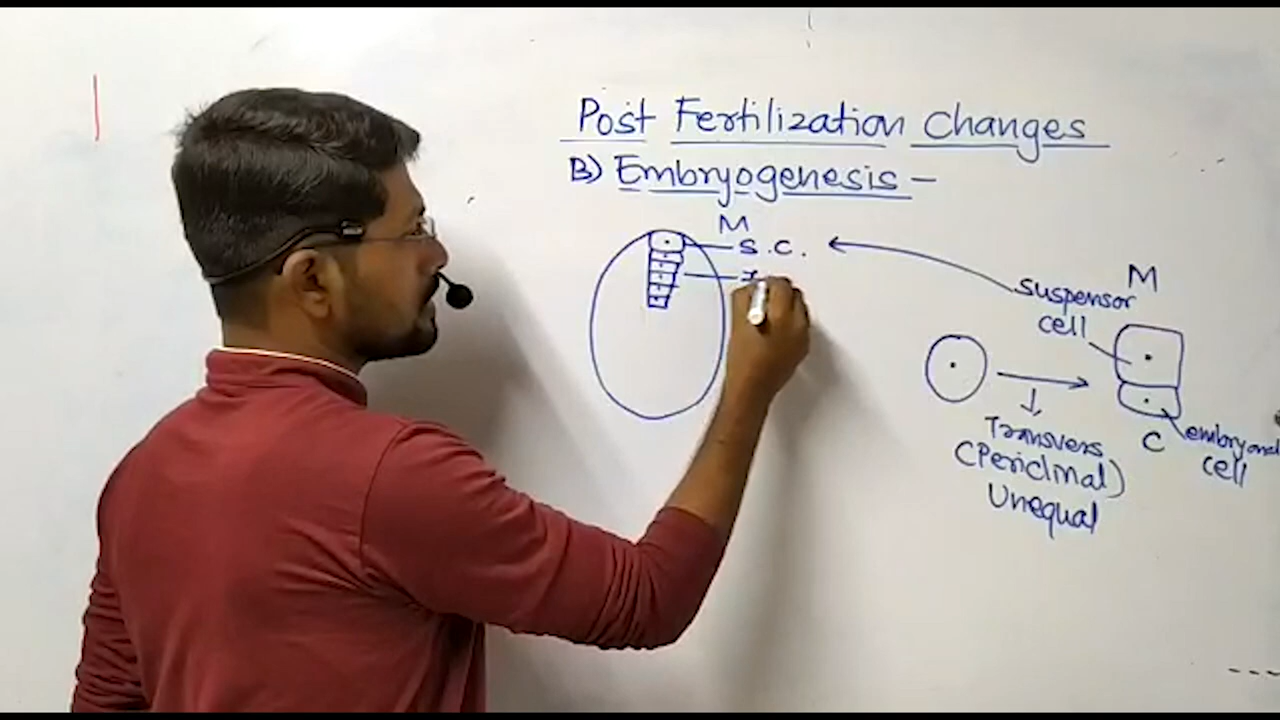 Post Fertilization Changes
B) Embryogenesis -
M
S.C.
M
suspensor
cell
Transvers
(Periclinal)
Unequal
C
embryonal
cell